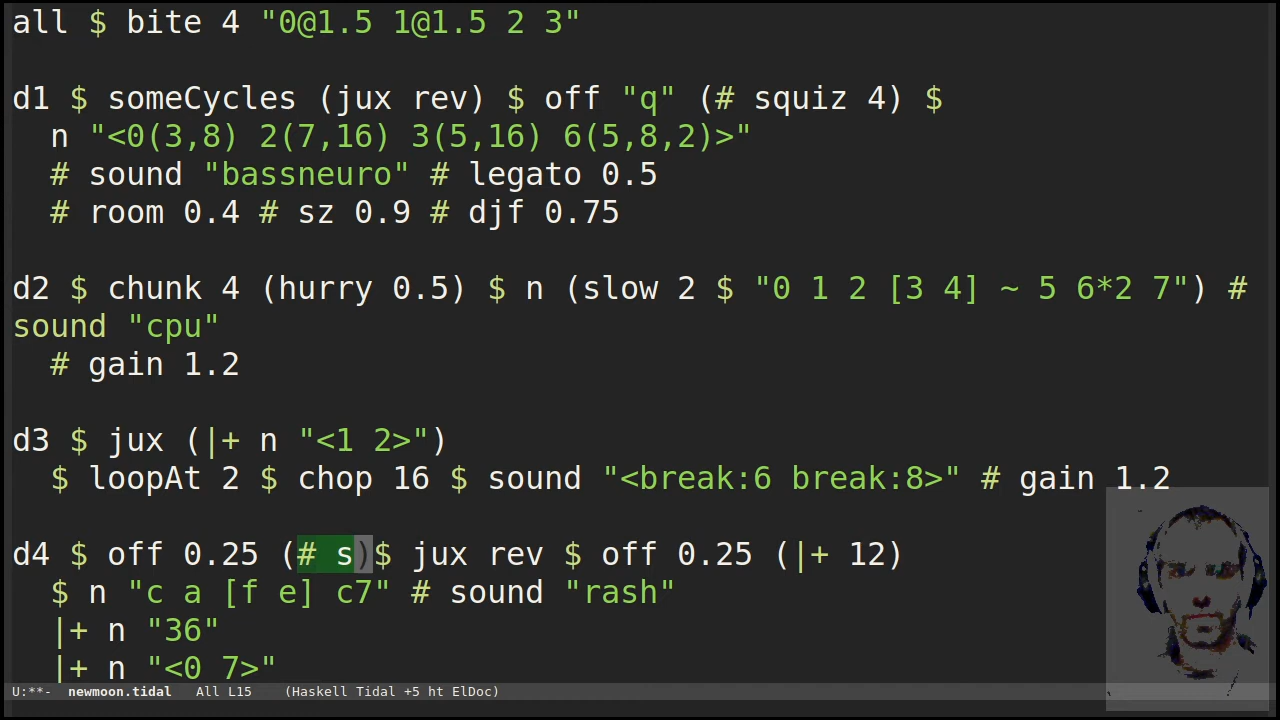 all $ bite 4 "0@1.5 1@1.5 2 3"
d1 $ someCycles (jux rev) $ off "q" (# squiz 4) $
n "<0(3,8) 2(7,16) 3(5,16) 6(5,8,2)>"
# sound "bassneuro" # legato 0.5
# room 0.4 # sz 0.9 # djf 0.75
d2 $ chunk 4 (hurry 0.5) $ n (slow 2 $ "0 1 2 [3 4] ~ 5 6*2 7") #
sound "cpu"
# gain 1.2
d3 $ jux (|+ n "<1 2>")
$ loopAt 2 $ chop 16 $ sound "<break:6 break:8>" # gain 1.2
d4 $ off 0.25 (# s)$ jux rev $ off 0.25 (|+ 12)
$ n "c a [f e] c7" # sound "rash"
|+ n "36"
|+ n "<0 7>"
U:**-  newmoon.tidal   All L15    (Haskell Tidal +5 ht ElDoc)